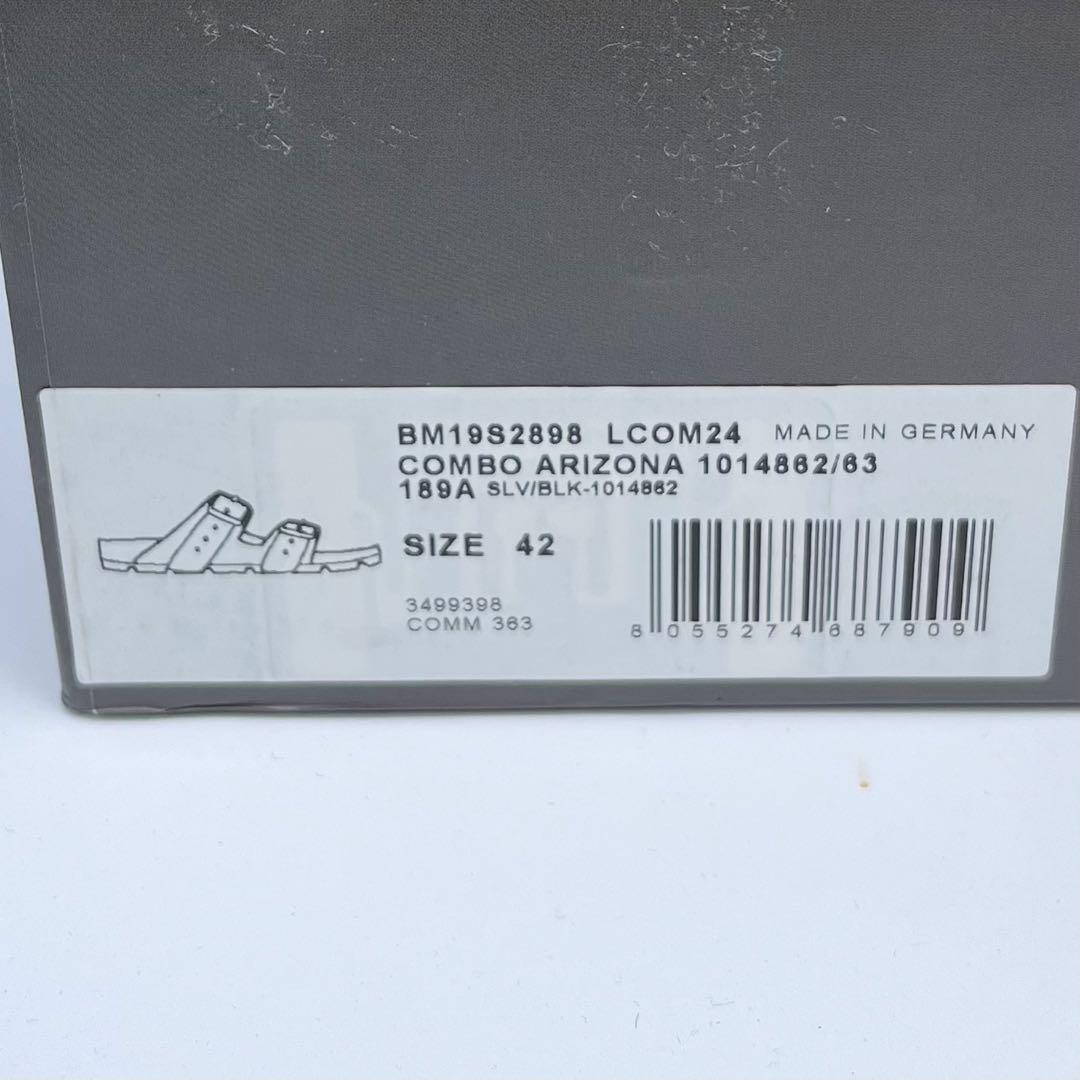 BM19S2898 LCOM24 MADE IN GERMANY
COMBO ARIZONA 1014862/63
189A SLV/BLK-1014862
SIZE 42
3499398
COMM 363
8 055274 687909